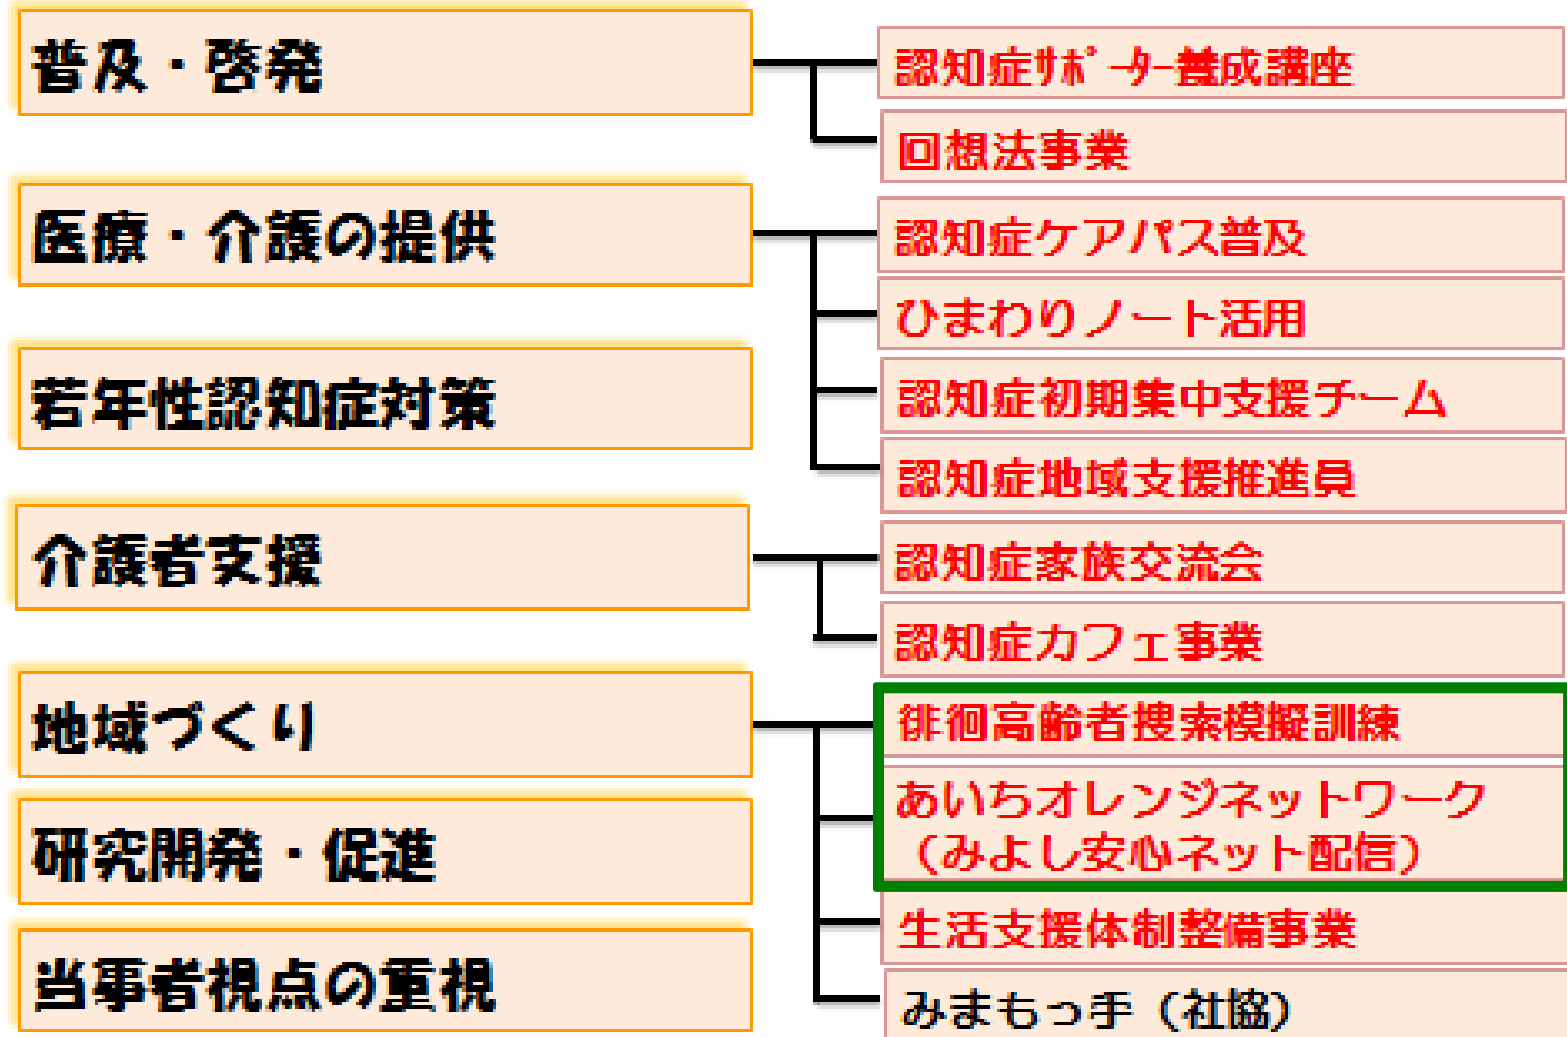 普及・啓発
認知症ｻﾎﾟｰﾀｰ養成講座
回想法事業
医療・介護の提供
認知症ケアパス普及
ひまわりノート活用
認知症初期集中支援チーム
認知症地域支援推進員
若年性認知症対策
介護者支援
認知症家族交流会
認知症カフェ事業
地域づくり
徘徊高齢者捜索模擬訓練
あいちオレンジネットワーク
（みよし安心ネット配信）
生活支援体制整備事業
みまもっ手（社協）
研究開発・促進
当事者視点の重視